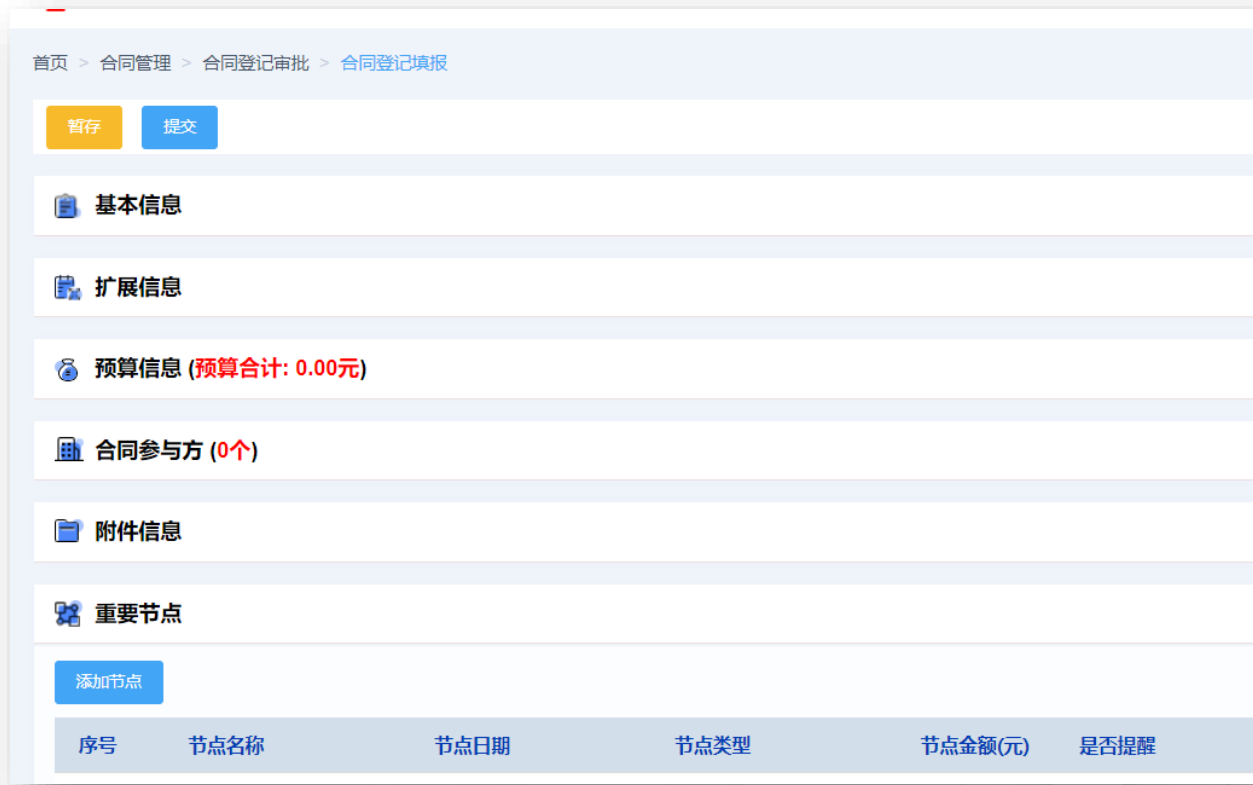 首页 > 合同管理 > 合同登记审批 > 合同登记填报
暂存 提交
基本信息
扩展信息
预算信息 (预算合计: 0.00元)
合同参与方 (0个)
附件信息
重要节点
添加节点
序号 节点名称 节点日期 节点类型 节点金额(元) 是否提醒